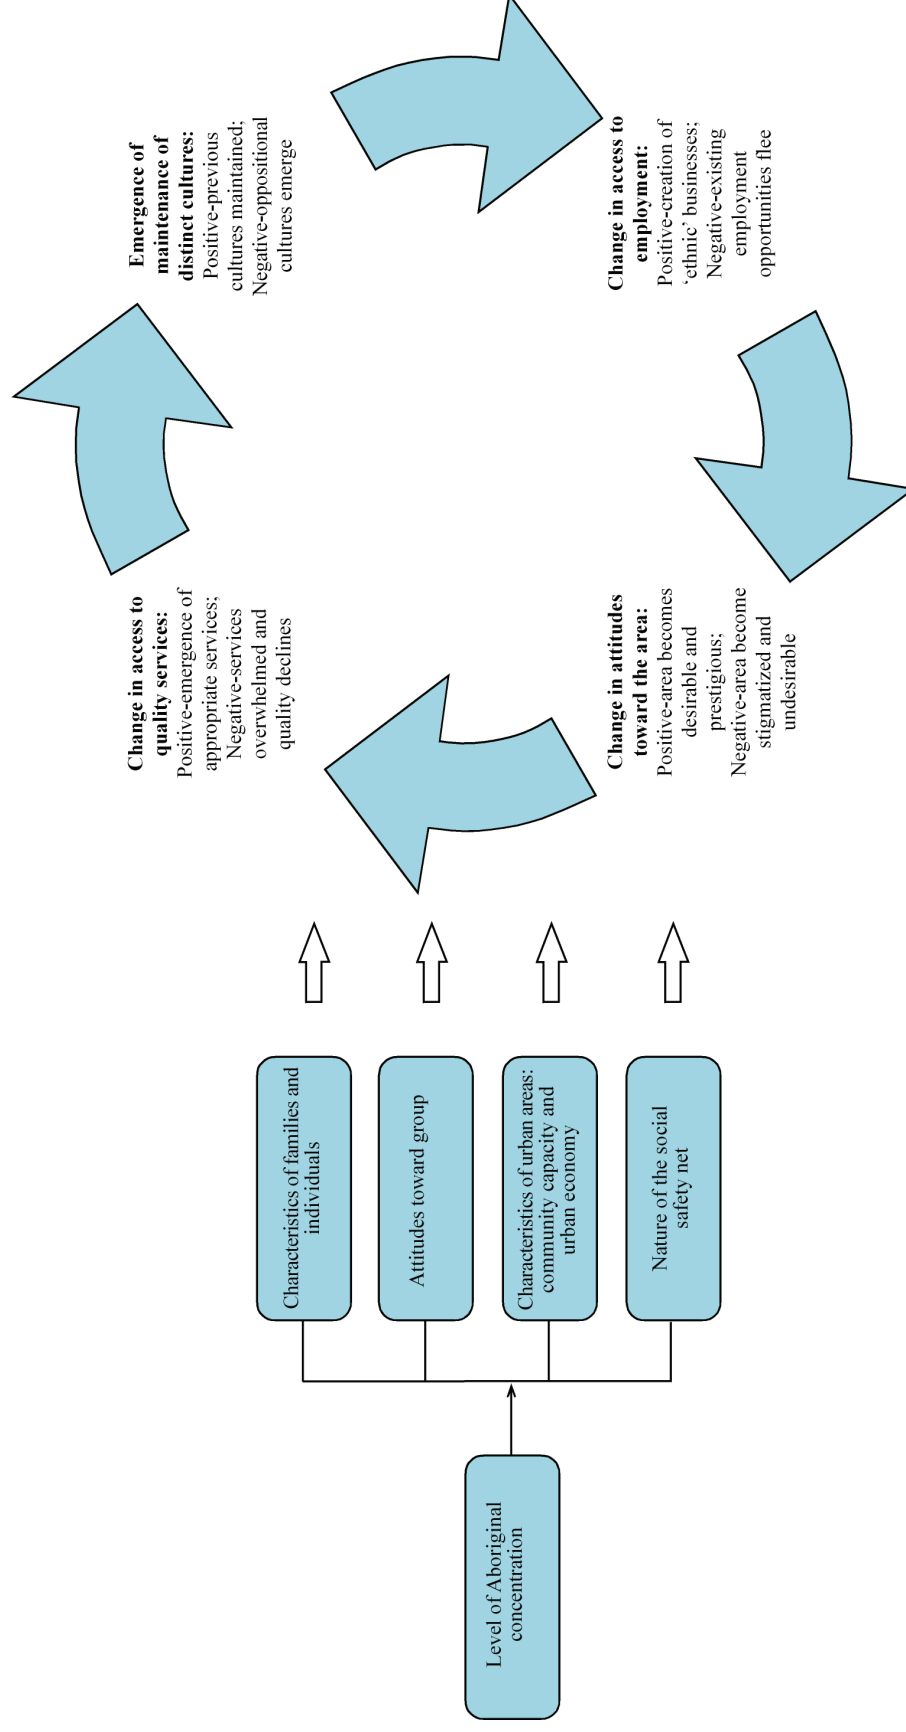 Level of Aboriginal
concentration
Characteristics of families and
individuals
Attitudes toward group
Characteristics of urban areas:
community capacity and
urban economy
Nature of the social
safety net
Change in access to
quality services:
Positive-emergence of
appropriate services;
Negative-services
overwhelmed and
quality declines
Emergence of
maintenance of
distinct cultures:
Positive-previous
cultures maintained;
Negative-oppositional
cultures emerge
Change in access to
employment:
Positive-creation of
‘ethnic’ businesses;
Negative-existing
employment
opportunities flee
Change in attitudes
toward the area:
Positive-area becomes
desirable and
prestigious;
Negative-area become
stigmatized and
undesirable